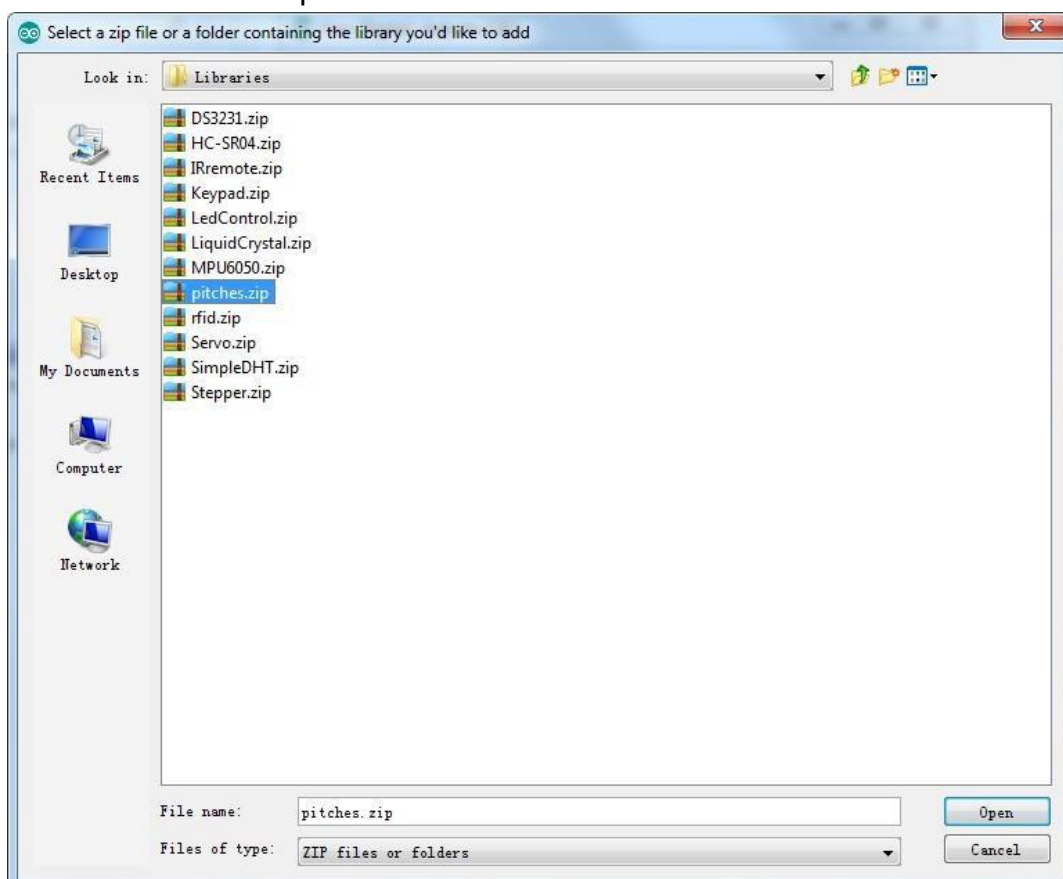 Select a zip file or a folder containing the library you'd like to add
Look in:
Libraries
Recent Items
Desktop
My Documents
Computer
Network
DS3231.zip
HC-SR04.zip
IRremote.zip
Keypad.zip
LedControl.zip
LiquidCrystal.zip
MPU6050.zip
pitches.zip
rfid.zip
Servo.zip
SimpleDHT.zip
Stepper.zip
File name:
pitches.zip
Open
Files of type:
ZIP files or folders
Cancel